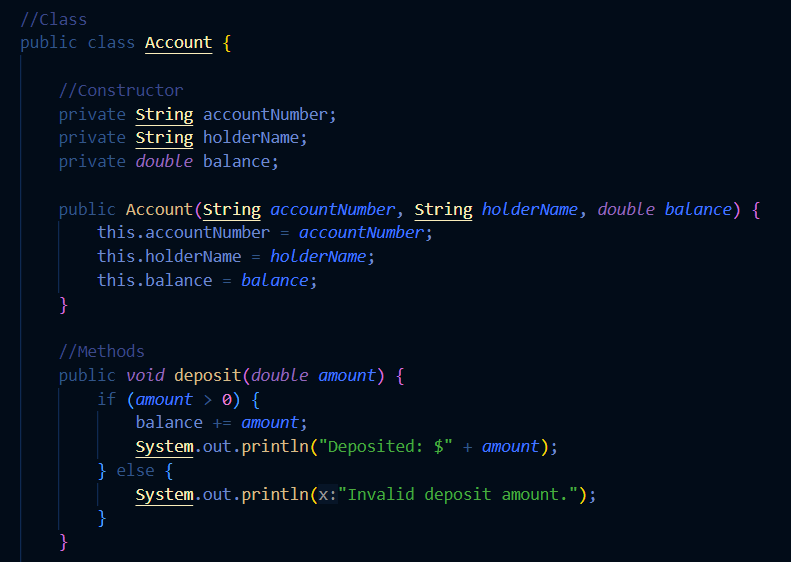 //Class
public class Account {
//Constructor
private String accountNumber;
private String holderName;
private double balance;
public Account(String accountNumber, String holderName, double balance) {
this.accountNumber = accountNumber;
this.holderName = holderName;
this.balance = balance;
}
//Methods
public void deposit(double amount) {
if (amount > 0) {
balance += amount;
System.out.println("Deposited: $" + amount);
} else {
System.out.println(x:"Invalid deposit amount.");
}
}